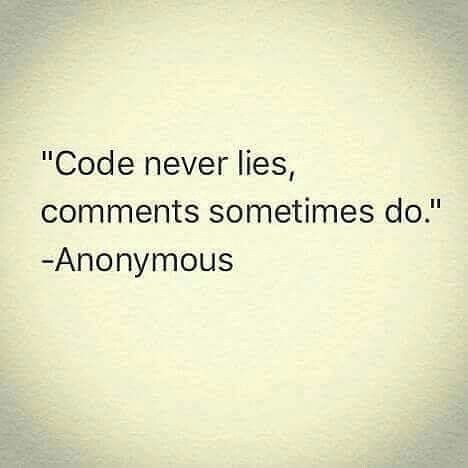 "Code never lies,
comments sometimes do."
-Anonymous